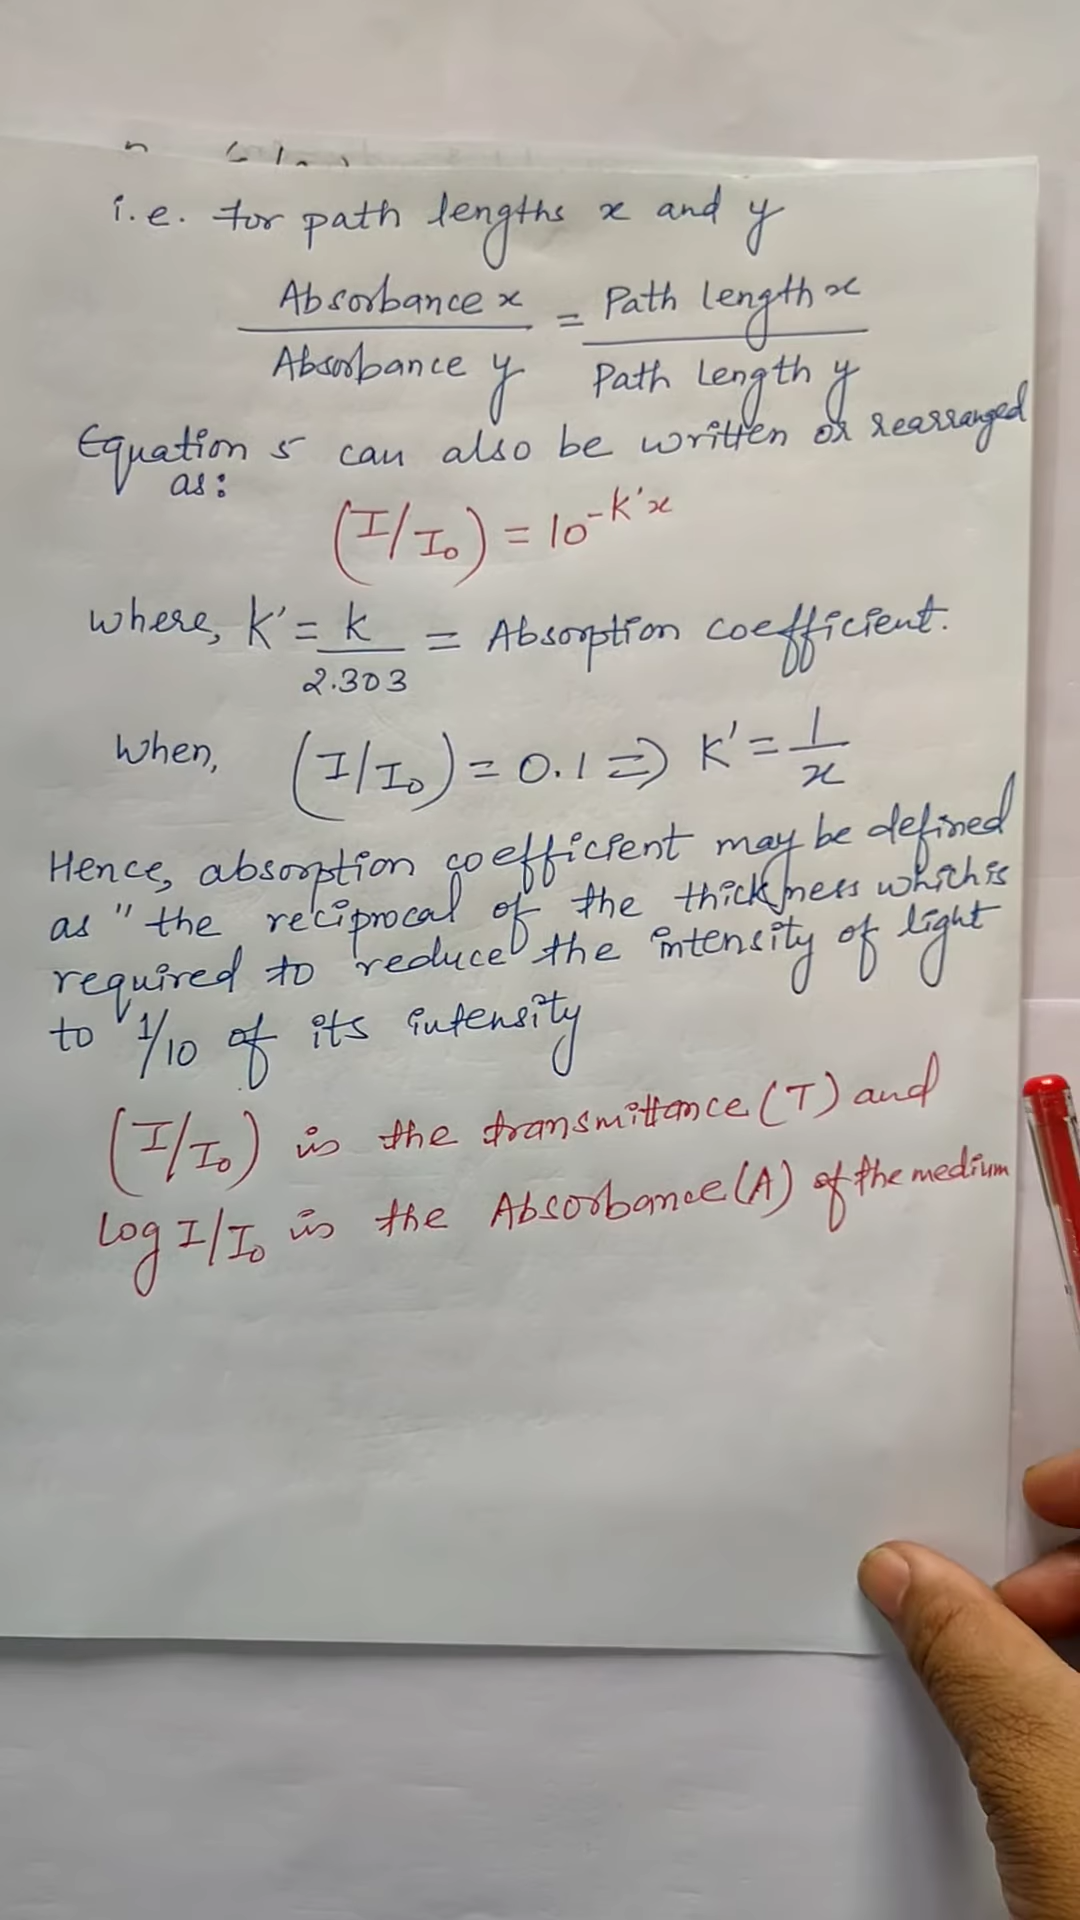 i.e. for path lengths x and y
Absorbance x / Absorbance y = Path length x / Path Length y
Equation 5 can also be written or rearranged
as:
(I/I₀) = 10^-K'x
where, K' = k / 2.303 = Absorption coefficient.
When, (I/I₀) = 0.1 ⇒ K' = 1/x
Hence, absorption coefficient may be defined
as "the reciprocal of the thickness which is
required to reduce the intensity of light
to 1/10 of its intensity
(I/I₀) is the transmittance (T) and
log I/I₀ is the Absorbance (A) of the medium